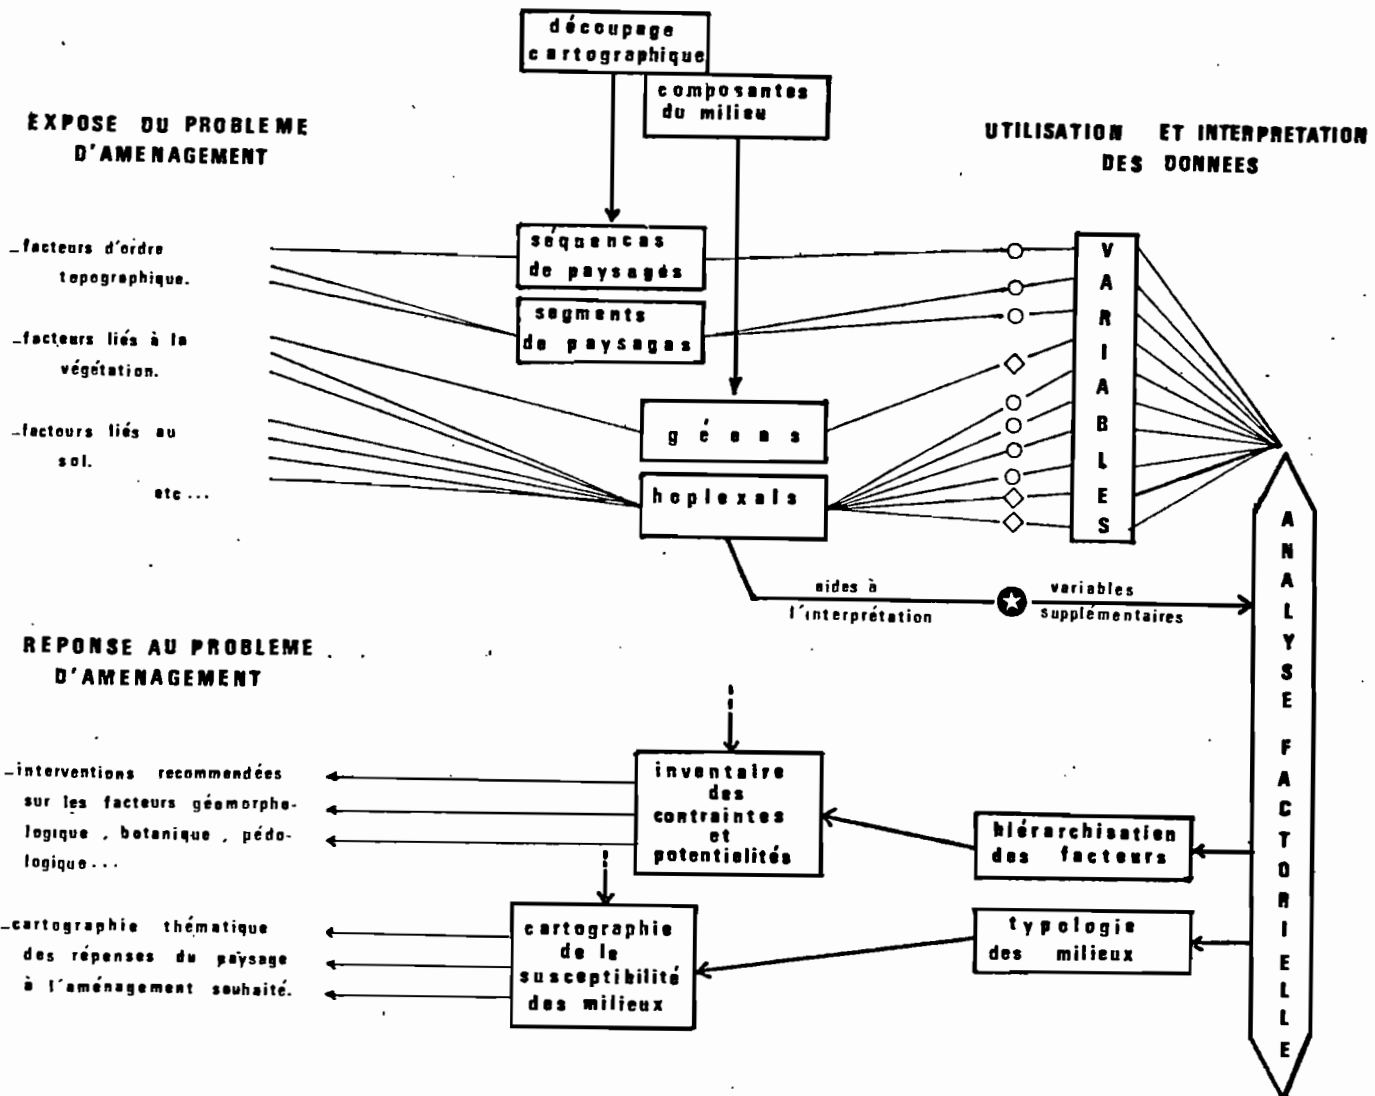 découpage
cartographique
composantes
du milieu
EXPOSE DU PROBLEME
D'AMENAGEMENT
UTILISATION ET INTERPRETATION
DES DONNEES
_facteurs d'ordre
topographique.
_facteurs liés à la
végétation.
_facteurs liés au
sol.
etc ...
séquences
de paysages
segments
de paysages
géons
hoplexols
VARIABLES
aides à
l'interprétation
variables
supplémentaires
ANALYSE FACTORIELLE
REPONSE AU PROBLEME
D'AMENAGEMENT
_interventions recommandées
sur les facteurs géomorpho-
logique , botanique , pédo-
logique ...
inventaire
des
contraintes
et
potentialités
hiérarchisation
des facteurs
_cartographie thématique
des réponses du paysage
à l'aménagement souhaité.
cartographie
de la
susceptibilité
des milieux
typologie
des milieux